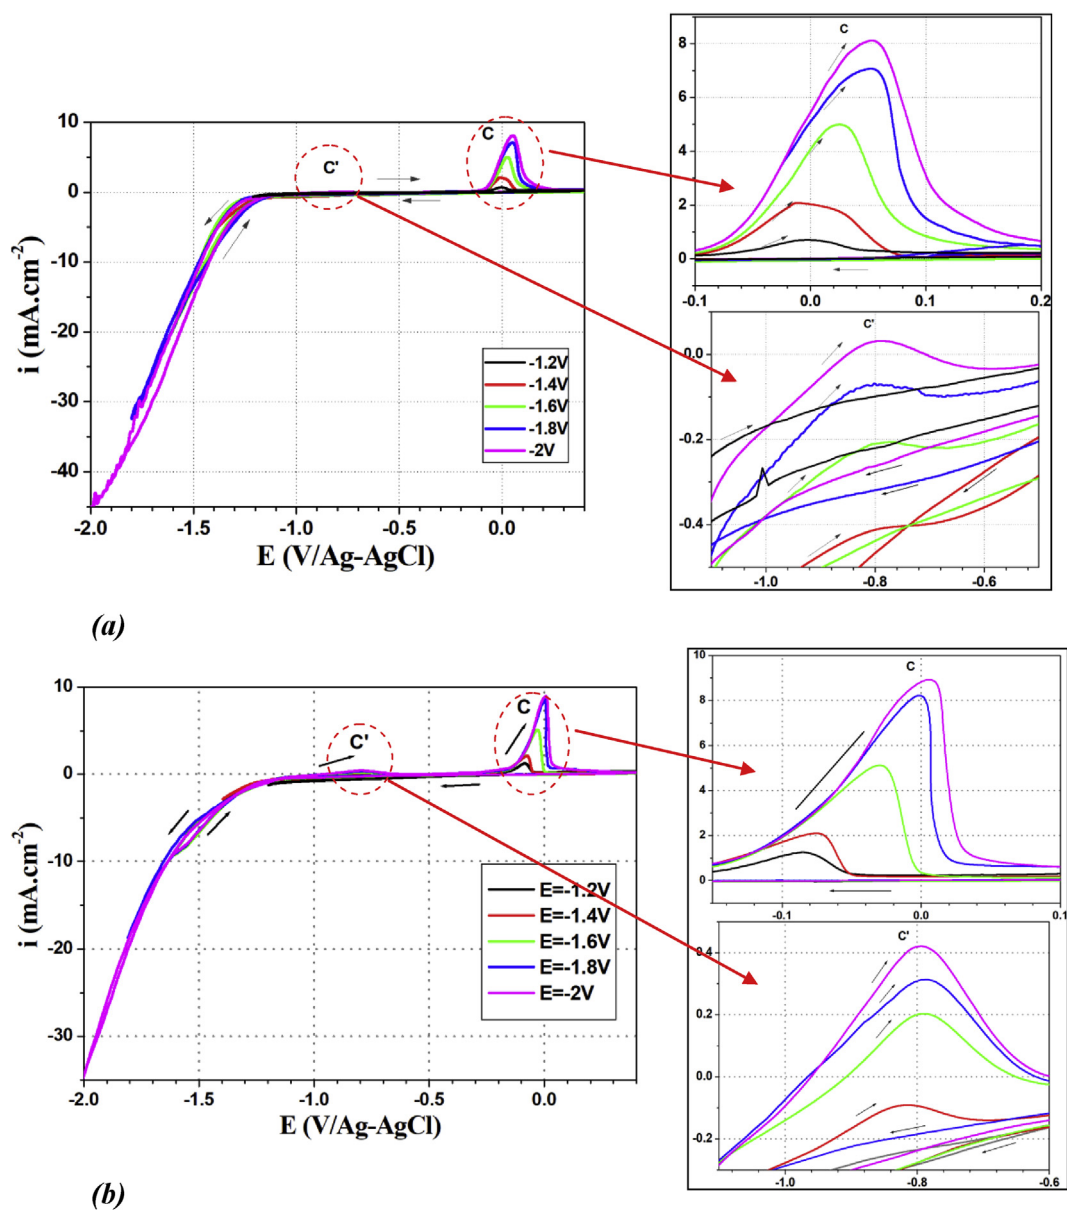 C
8
6
4
2
0
-0.1
0.0
0.1
0.2
10
0
-10
-20
-30
-40
C'
C
-1.2V
-1.4V
-1.6V
-1.8V
-2V
-2.0
-1.5
-1.0
-0.5
0.0
i (mA.cm-2)
E (V/Ag-AgCl)
C'
0.0
-0.2
-0.4
-1.0
-0.8
-0.6
(a)
10
0
-10
-20
-30
C'
C
E=-1.2V
E=-1.4V
E=-1.6V
E=-1.8V
E=-2V
-2.0
-1.5
-1.0
-0.5
0.0
i (mA.cm-2)
E (V/Ag-AgCl)
C
10
8
6
4
2
0
-0.1
0.0
0.1
C'
0.4
0.2
0.0
-0.2
-1.0
-0.8
-0.6
(b)